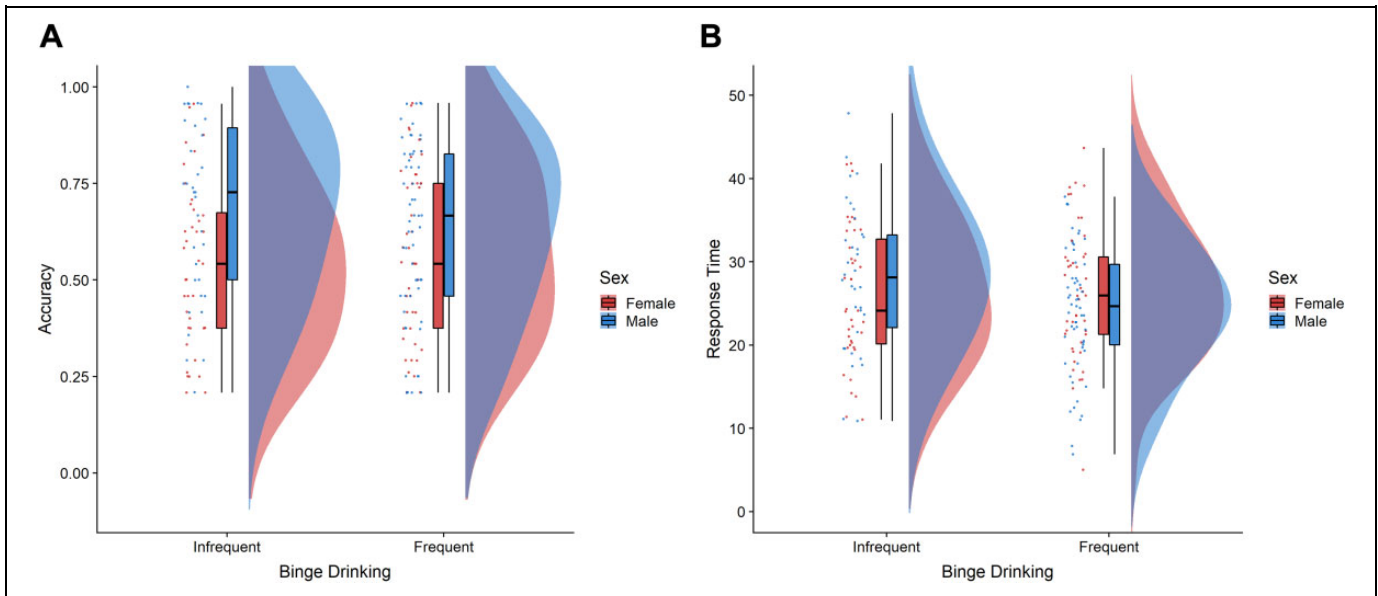 A
1.00
0.75
0.50
0.25
0.00
Accuracy
Infrequent
Frequent
Binge Drinking
Sex
Female
Male
B
50
40
30
20
10
0
Response Time
Infrequent
Frequent
Binge Drinking
Sex
Female
Male